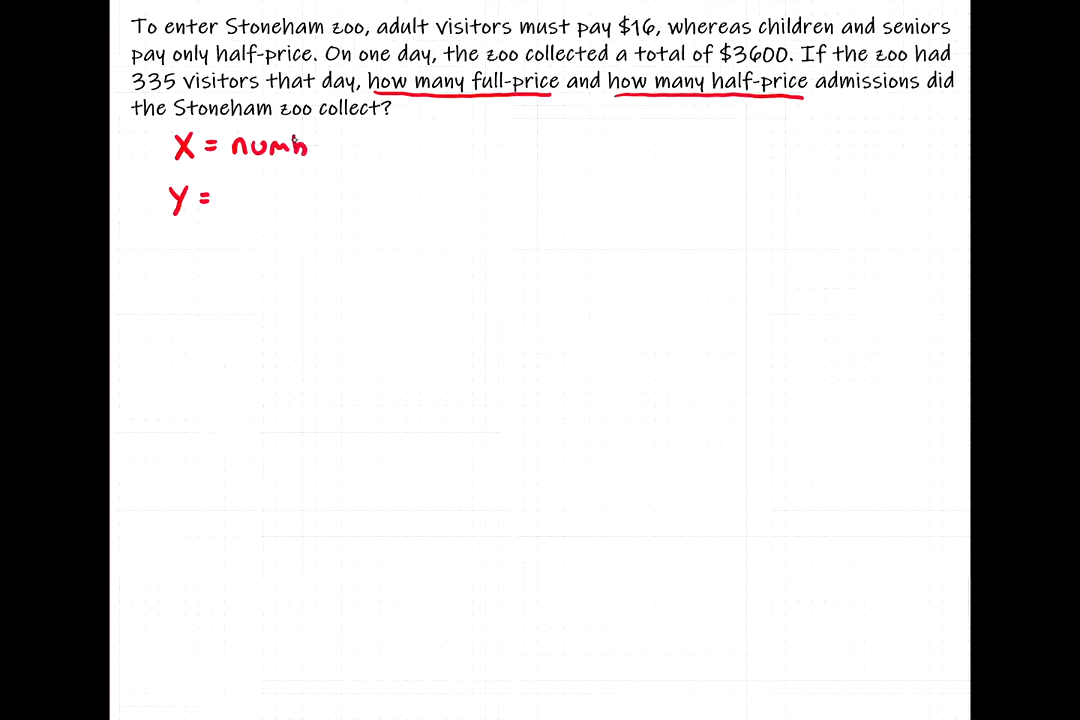 To enter Stoneham zoo, adult visitors must pay $16, whereas children and seniors
pay only half-price. On one day, the zoo collected a total of $3600. If the zoo had
335 visitors that day, how many full-price and how many half-price admissions did
the Stoneham zoo collect?
X = numb
Y =